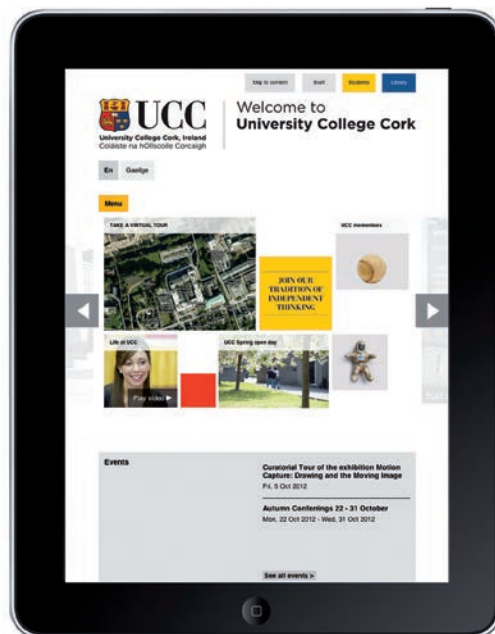 Skip to content
Staff
Students
Library
UCC
University College Cork, Ireland
Coláiste na hOllscoile Corcaigh
Welcome to
University College Cork
En
Gaeilge
Menu
TAKE A VIRTUAL TOUR
UCC mementoes
JOIN OUR
TRADITION OF
INDEPENDENT
THINKING
Life at UCC
UCC Spring open day
Play video
Events
Curatorial Tour of the exhibition Motion
Capture: Drawing and the Moving Image
Fri, 5 Oct 2012
Autumn Conferrings 22 - 31 October
Mon, 22 Oct 2012 - Wed, 31 Oct 2012
See all events >